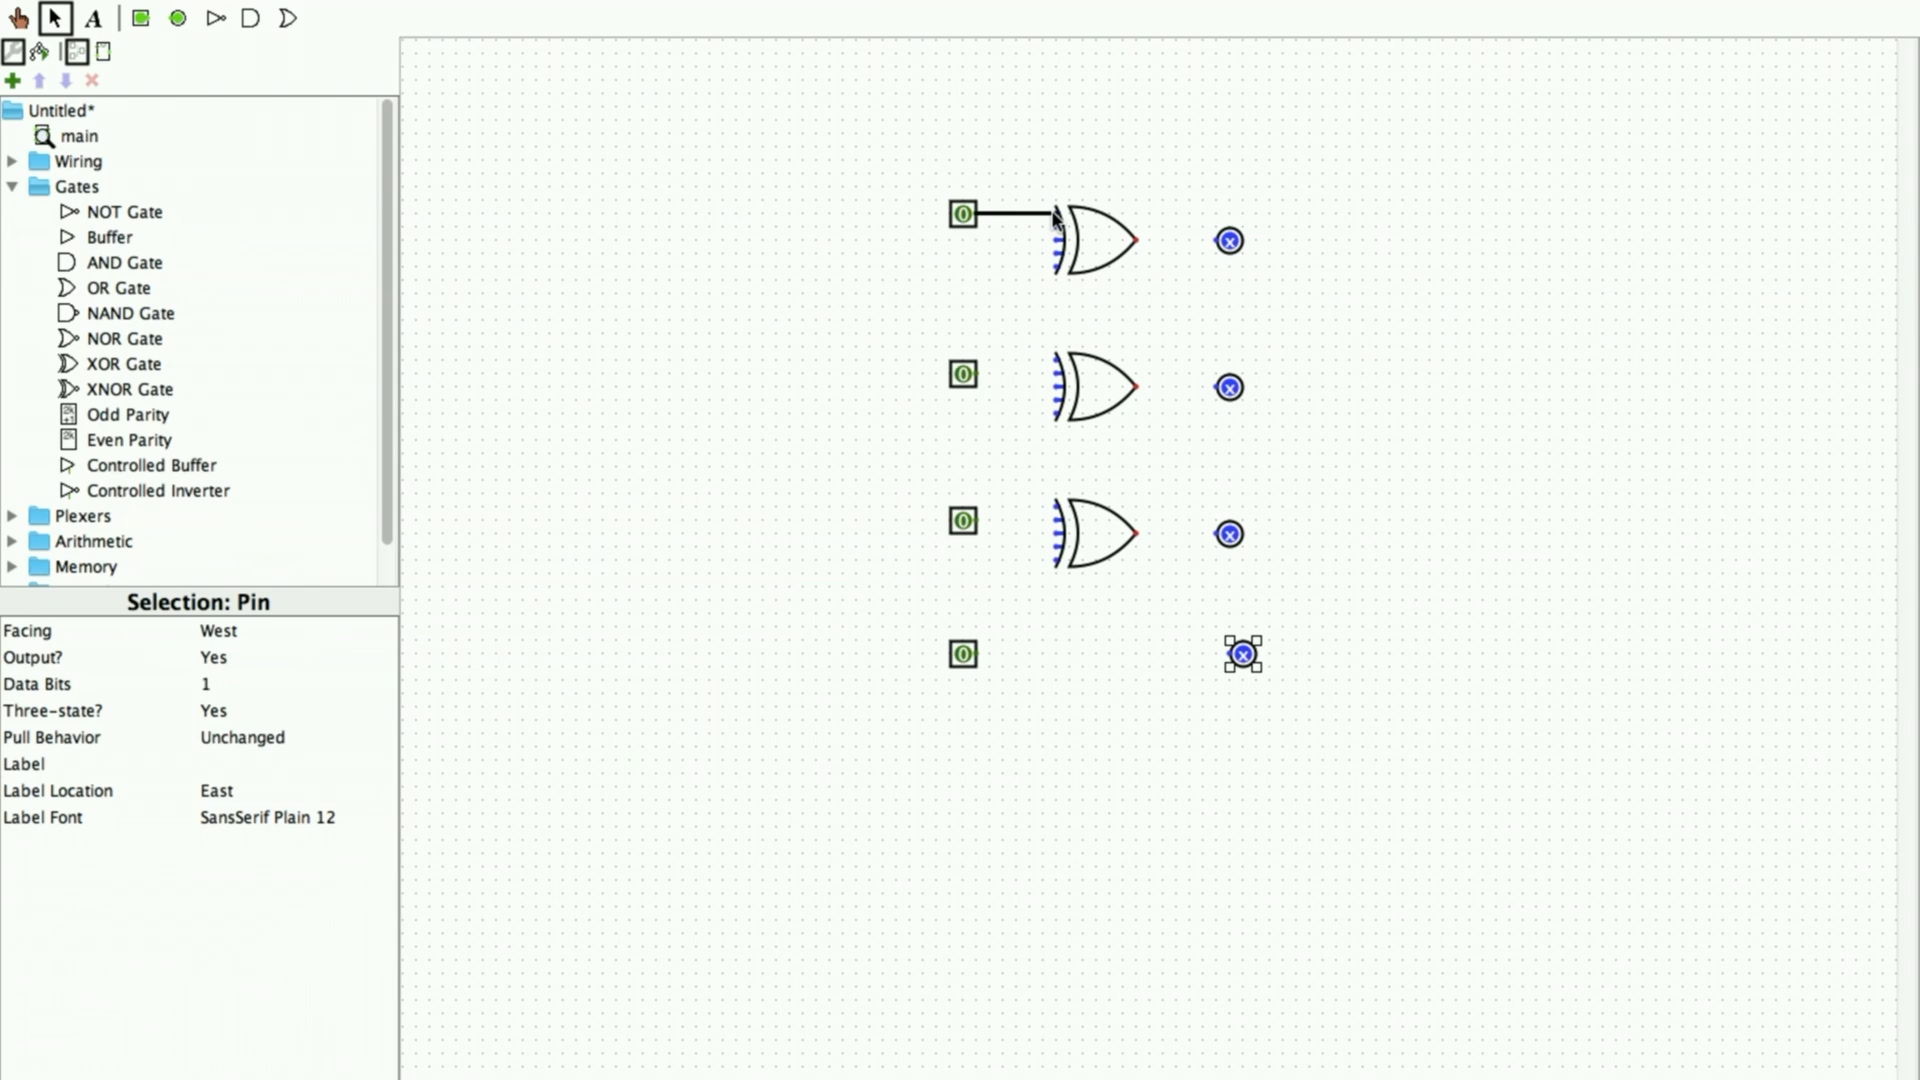 A
Untitled*
main
Wiring
Gates
NOT Gate
Buffer
AND Gate
OR Gate
NAND Gate
NOR Gate
XOR Gate
XNOR Gate
Odd Parity
Even Parity
Controlled Buffer
Controlled Inverter
Plexers
Arithmetic
Memory
Selection: Pin
Facing West
Output? Yes
Data Bits 1
Three-state? Yes
Pull Behavior Unchanged
Label
Label Location East
Label Font SansSerif Plain 12
0
x
0
x
0
x
0
x